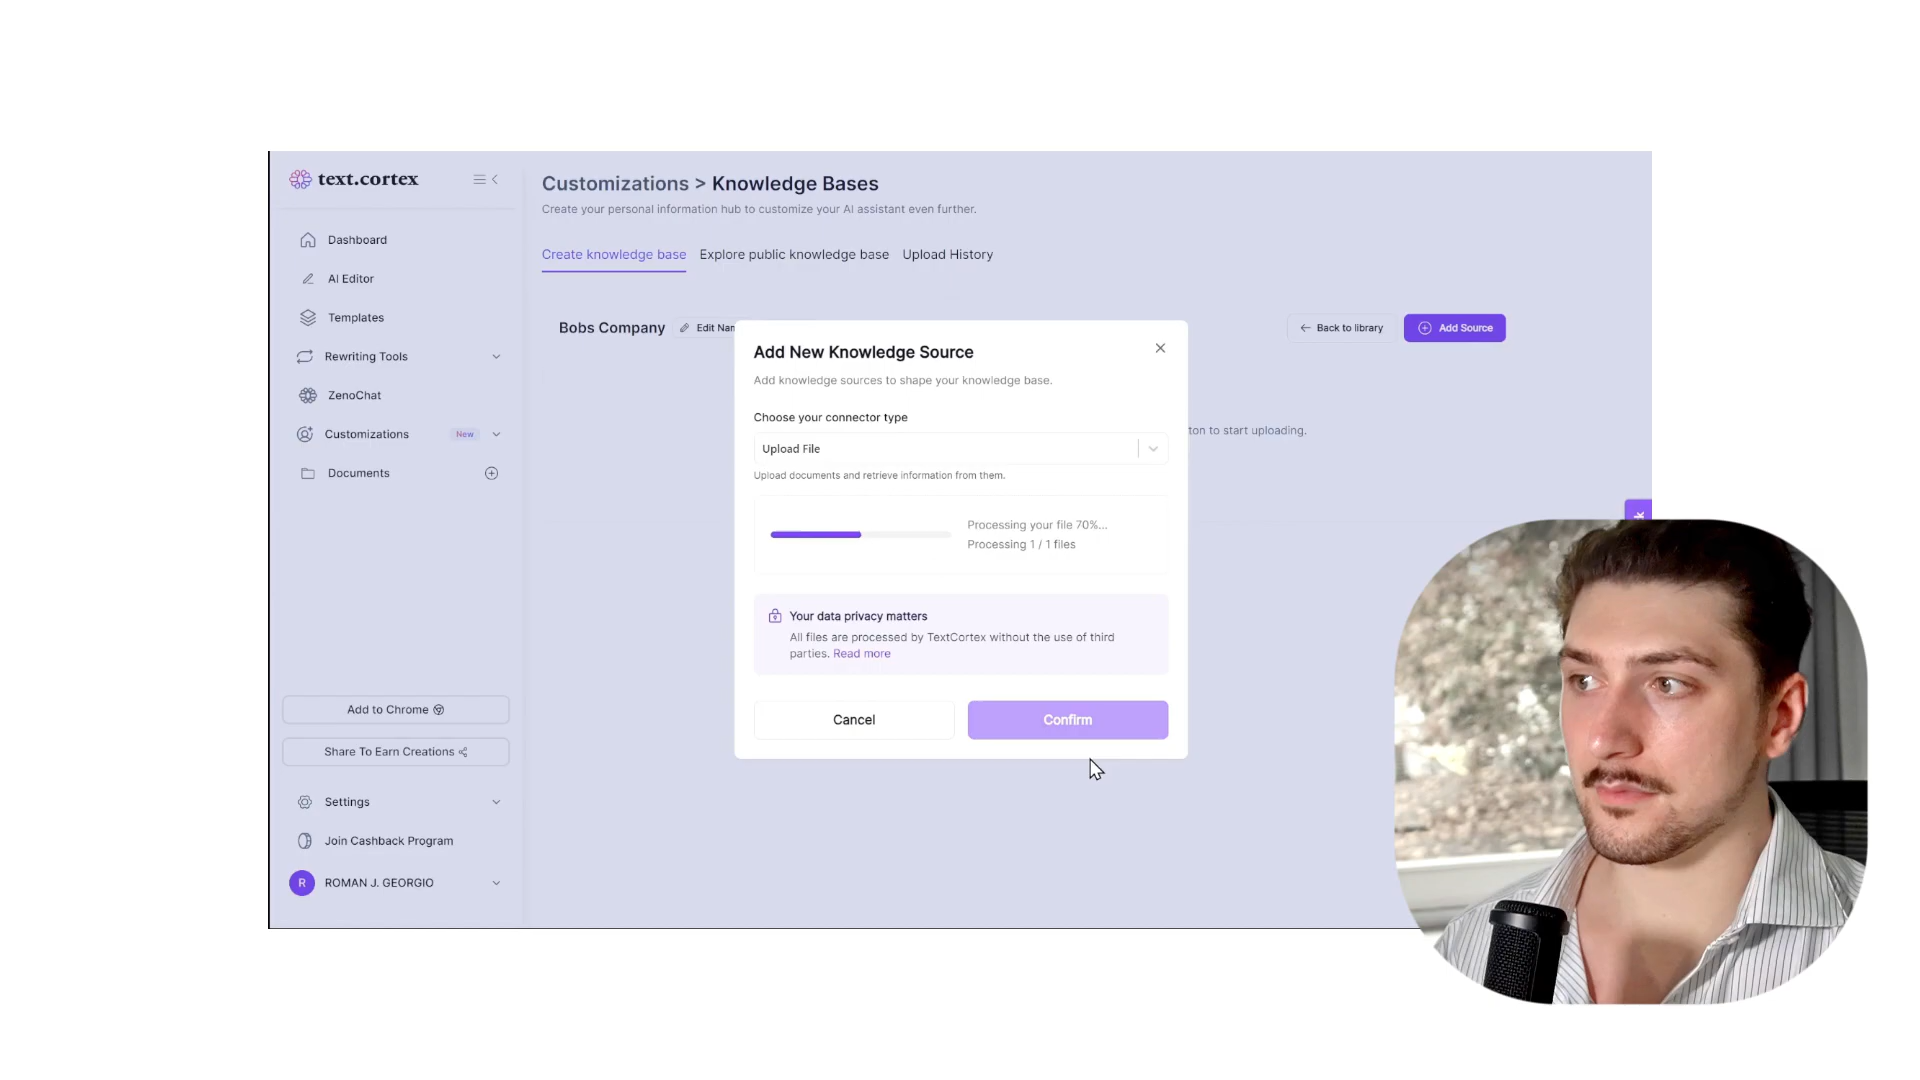 text.cortex
Dashboard
AI Editor
Templates
Rewriting Tools
ZenoChat
Customizations New
Documents
Add to Chrome
Share To Earn Creations
Settings
Join Cashback Program
R ROMAN J. GEORGIO
Customizations > Knowledge Bases
Create your personal information hub to customize your AI assistant even further.
Create knowledge base Explore public knowledge base Upload History
Bobs Company Edit Nam
Back to library Add Source
ton to start uploading.
Add New Knowledge Source
Add knowledge sources to shape your knowledge base.
Choose your connector type
Upload File
Upload documents and retrieve information from them.
Processing your file 70%...
Processing 1 / 1 files
Your data privacy matters
All files are processed by TextCortex without the use of third
parties. Read more
Cancel Confirm